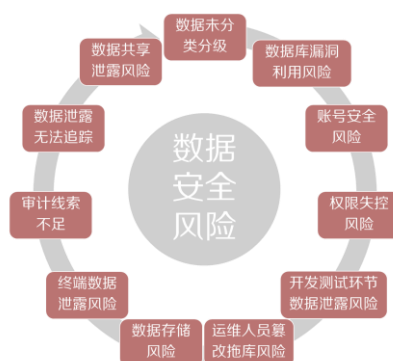 数据未分
类分级
数据库漏洞
利用风险
账号安全
风险
权限失控
风险
开发测试环节
数据泄露风险
运维人员篡
改拖库风险
数据存储
风险
终端数据
泄露风险
审计线索
不足
数据泄露
无法追踪
数据共享
泄露风险
数据
安全
风险